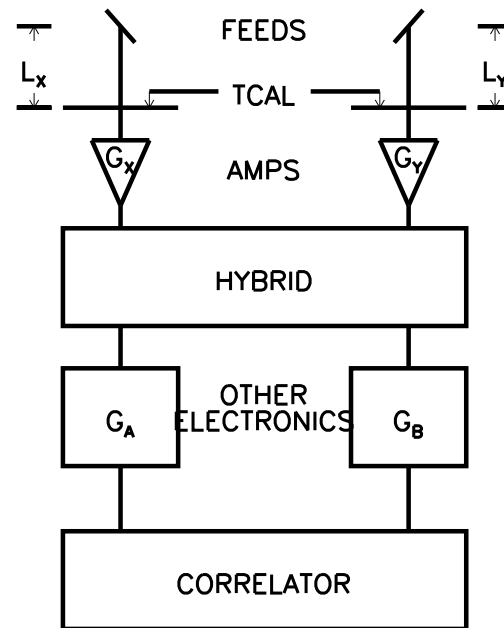 FEEDS
L_X
L_Y
TCAL
G_X
G_Y
AMPS
HYBRID
OTHER
ELECTRONICS
G_A
G_B
CORRELATOR